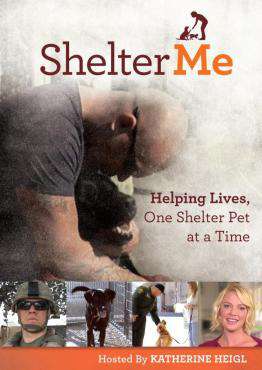 Shelter Me
Helping Lives,
One Shelter Pet
at a Time
Hosted By KATHERINE HEIGL